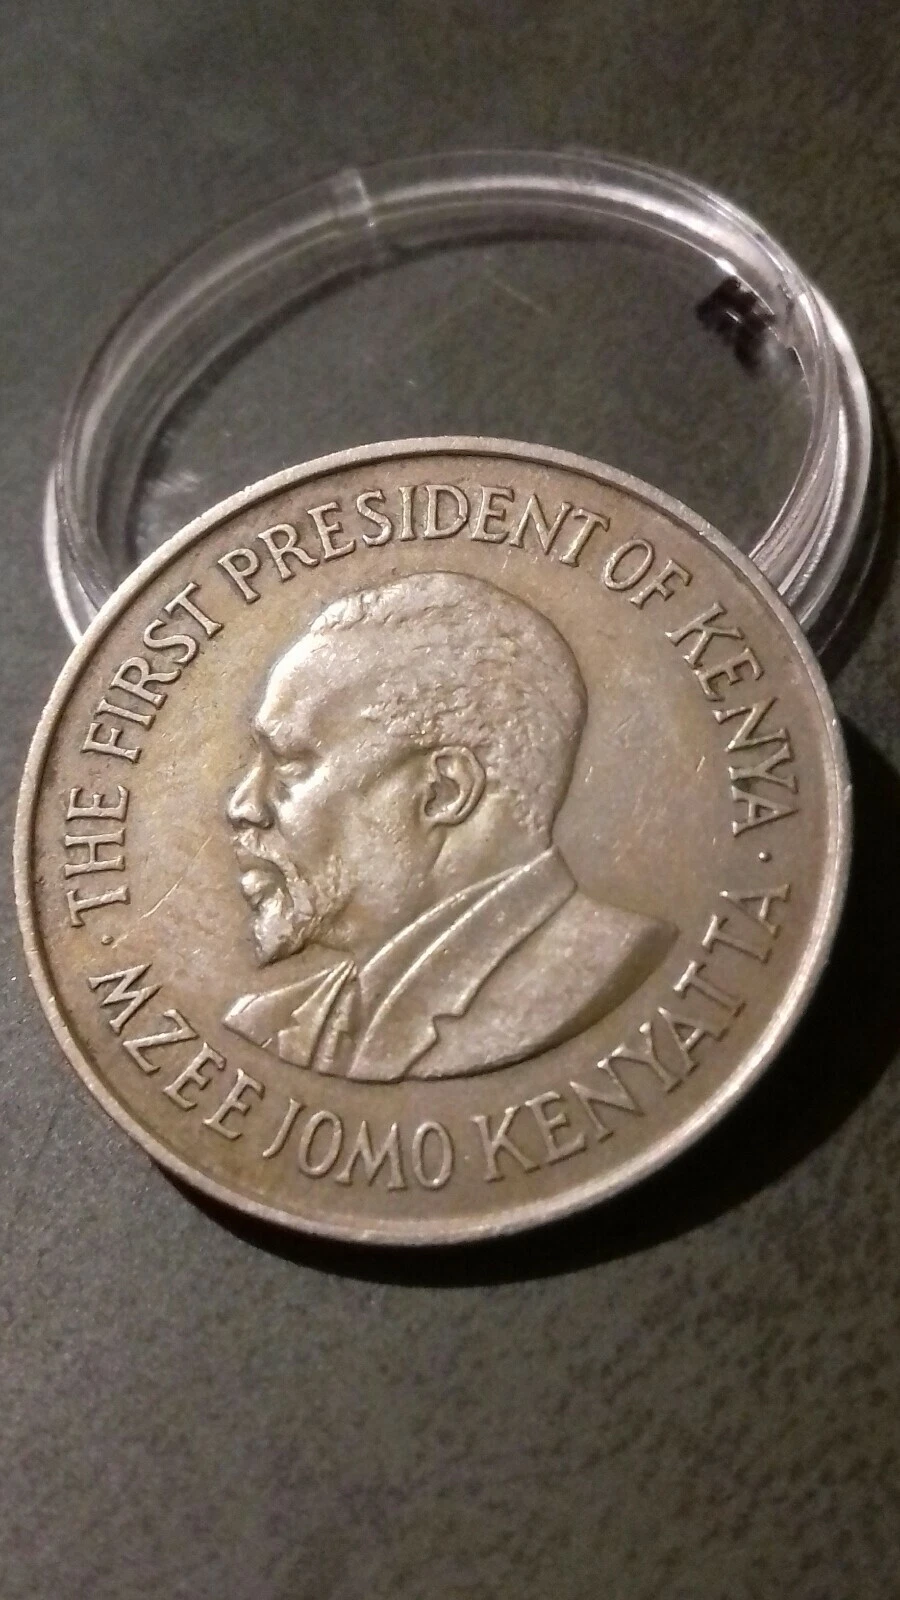 THE FIRST PRESIDENT OF KENYA
· MZEE JOMO KENYATTA ·